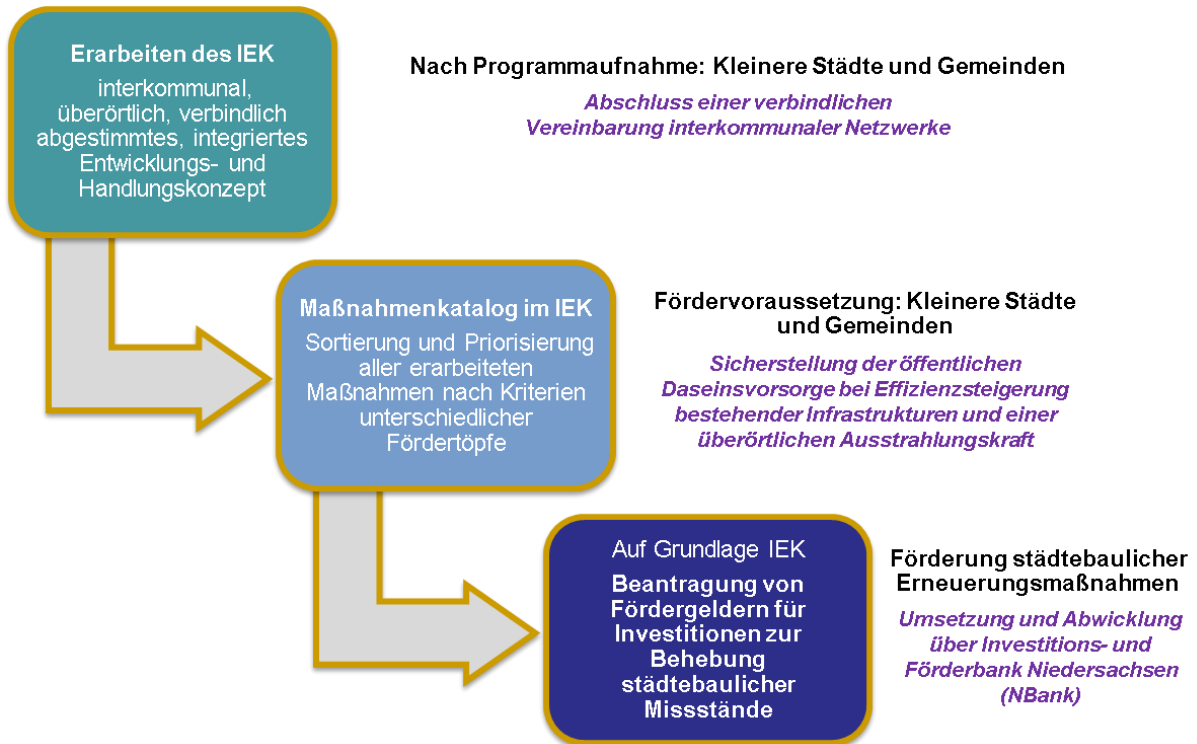 Erarbeiten des IEK
interkommunal,
überörtlich, verbindlich
abgestimmtes, integriertes
Entwicklungs- und
Handlungskonzept
Nach Programmaufnahme: Kleinere Städte und Gemeinden
Abschluss einer verbindlichen
Vereinbarung interkommunaler Netzwerke
Maßnahmenkatalog im IEK
Sortierung und Priorisierung
aller erarbeiteten
Maßnahmen nach Kriterien
unterschiedlicher
Fördertöpfe
Fördervoraussetzung: Kleinere Städte
und Gemeinden
Sicherstellung der öffentlichen
Daseinsvorsorge bei Effizienzsteigerung
bestehender Infrastrukturen und einer
überörtlichen Ausstrahlungskraft
Auf Grundlage IEK
Beantragung von
Fördergeldern für
Investitionen zur
Behebung
städtebaulicher
Missstände
Förderung städtebaulicher
Erneuerungsmaßnahmen
Umsetzung und Abwicklung
über Investitions- und
Förderbank Niedersachsen
(NBank)